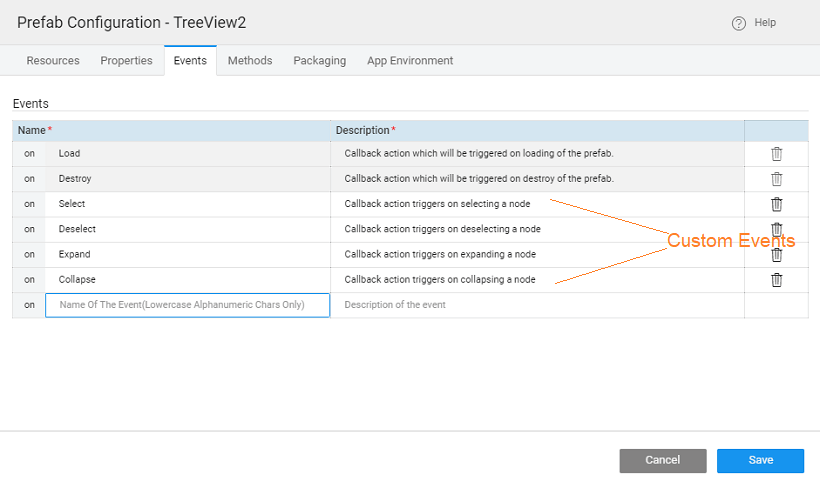 Prefab Configuration - TreeView2
? Help
Resources Properties Events Methods Packaging App Environment
Events
Name * Description *
on Load Callback action which will be triggered on loading of the prefab.
on Destroy Callback action which will be triggered on destroy of the prefab.
on Select Callback action triggers on selecting a node
on Deselect Callback action triggers on deselecting a node
Custom Events
on Expand Callback action triggers on expanding a node
on Collapse Callback action triggers on collapsing a node
on Name Of The Event(Lowercase Alphanumeric Chars Only) Description of the event
Cancel Save